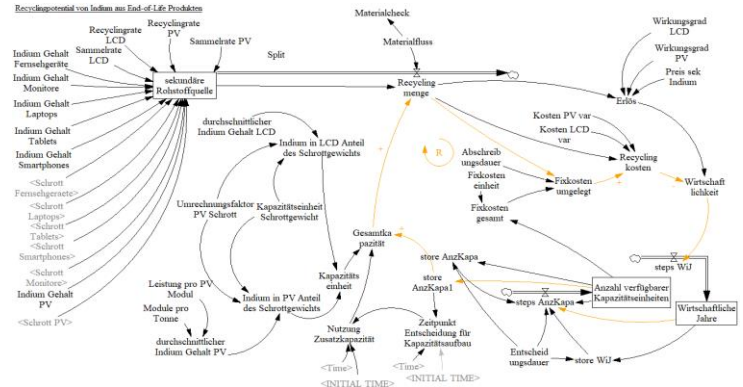 Recyclingpotential von Indium aus End-of-Life Produkten
Recyclingrate
LCD
Recyclingrate
PV
Sammelrate PV
Sammelrate
LCD
Split
Materialcheck
Materialfluss
Wirkungsgrad
LCD
Wirkungsgrad
PV
Preis sek
Indium
Indium Gehalt
Fernsehgeräte
Indium Gehalt
Monitore
Indium Gehalt
Laptops
Indium Gehalt
Tablets
Indium Gehalt
Smartphones
<Schrott
Fernsehgeraete>
<Schrott
Laptops>
<Schrott
Tablets>
<Schrott
Smartphones>
<Schrott
Monitore>
Indium Gehalt
PV
<Schrott PV>
sekundäre
Rohstoffquelle
Recycling
menge
Erlös
durchschnittlicher
Indium Gehalt LCD
Indium in LCD Anteil
des Schrottgewichts
Umrechnungsfaktor
PV Schrott
Kapazitätseinheit
Schrottgewicht
+
R
Kosten PV var
Kosten LCD
var
Abschreib
ungsdauer
Fixkosten
einheit
Fixkosten
umgelegt
+
Recycling
kosten
-
Wirtschaft
lichkeit
Fixkosten
gesamt
Gesamtka
pazität
+
Leistung pro PV
Modul
Module pro
Tonne
durchschnittlicher
Indium Gehalt PV
Indium in PV Anteil
des Schrottgewichts
Kapazitäts
einheit
store AnzKapa
store
AnzKapa1
steps AnzKapa
Anzahl verfügbarer
Kapazitätseinheiten
steps WiJ
Wirtschaftliche
Jahre
Nutzung
Zusatzkapazität
Zeitpunkt
Entscheidung für
Kapazitätsaufbau
Entscheid
ungsdauer
store WiJ
<Time>
<INITIAL TIME>
<Time>
<INITIAL TIME>